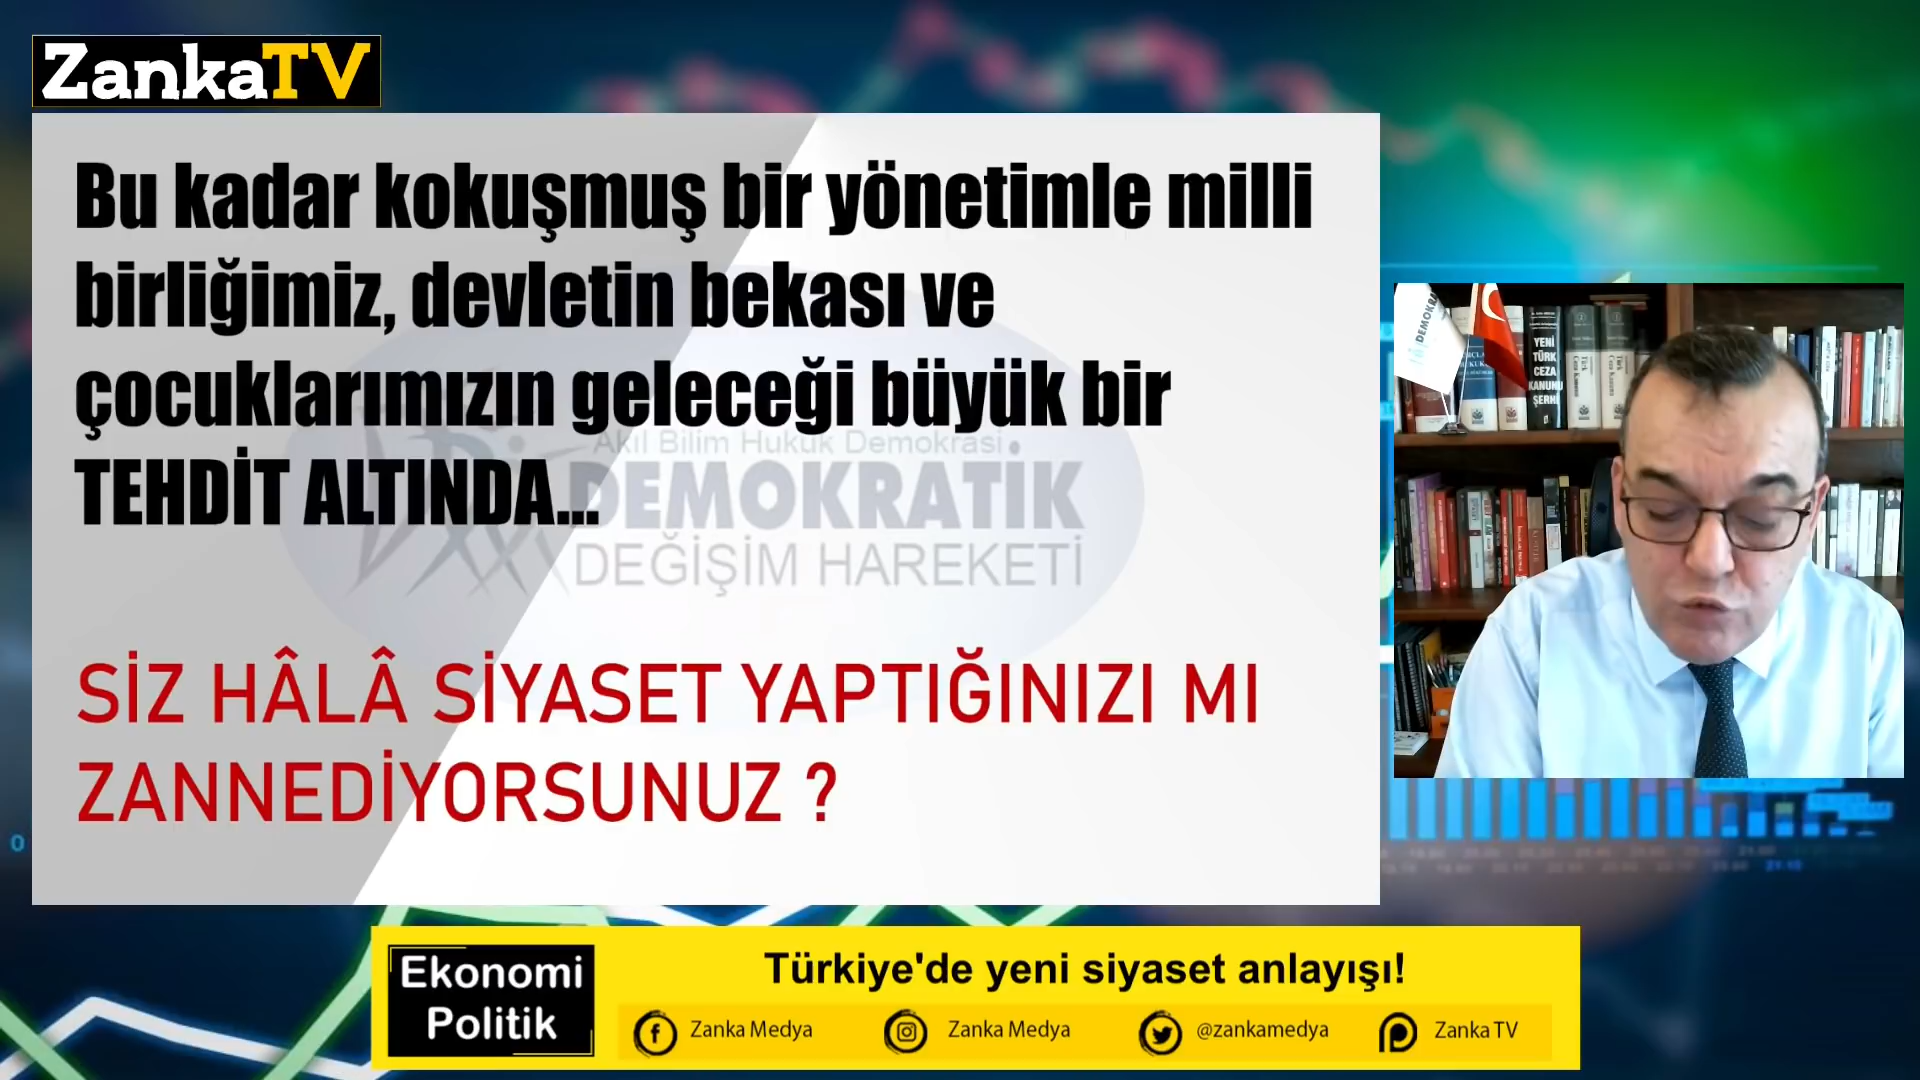 ZankaTV
Bu kadar kokuşmuş bir yönetimle milli
birliğimiz, devletin bekası ve
çocuklarımızın geleceği büyük bir
TEHDİT ALTINDA...
Akıl Bilim Hukuk Demokrasi
DEMOKRATİK
DEĞİŞİM HAREKETİ
SİZ HÂLÂ SİYASET YAPTIĞINIZI MI
ZANNEDİYORSUNUZ ?
YENİ
TÜRK
CEZA
KANUNU
ŞERHİ
Ekonomi
Politik
Türkiye'de yeni siyaset anlayışı!
Zanka Medya
Zanka Medya
@zankamedya
Zanka TV